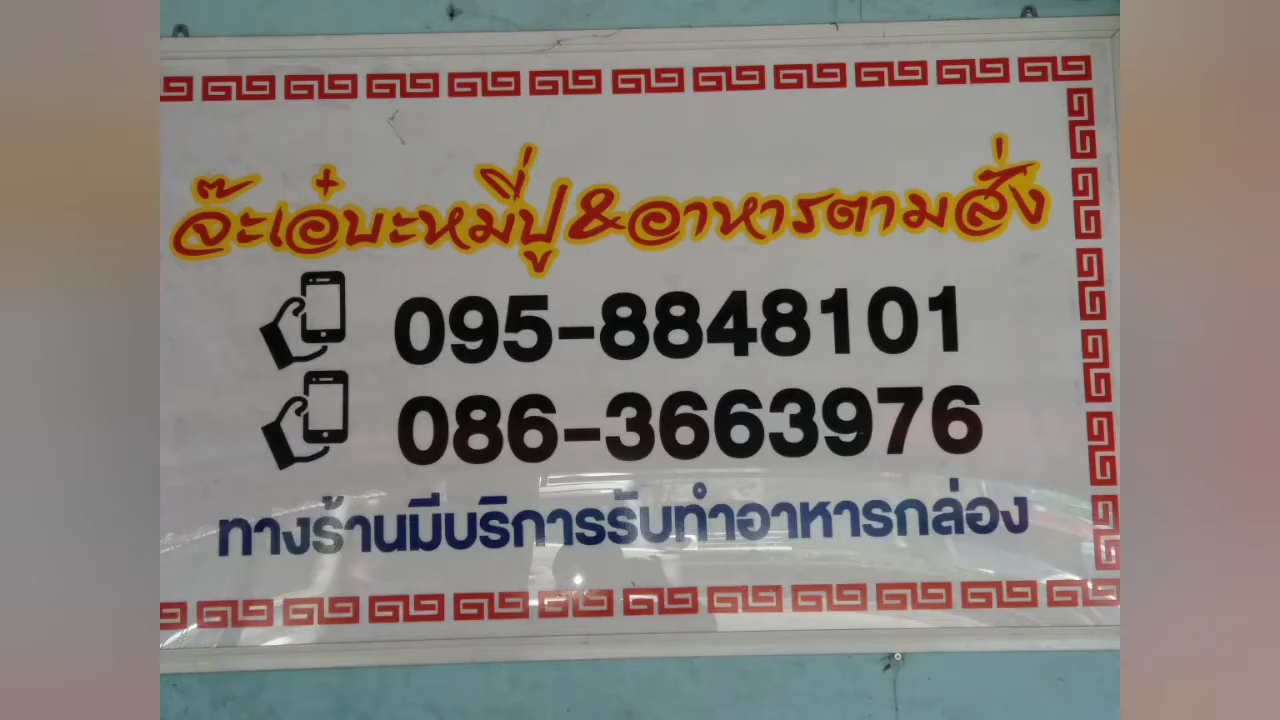 จ๊ะเอ๋บะหมี่ปู&อาหารตามสั่ง
095-8848101
086-3663976
ทางร้านมีบริการรับทำอาหารกล่อง